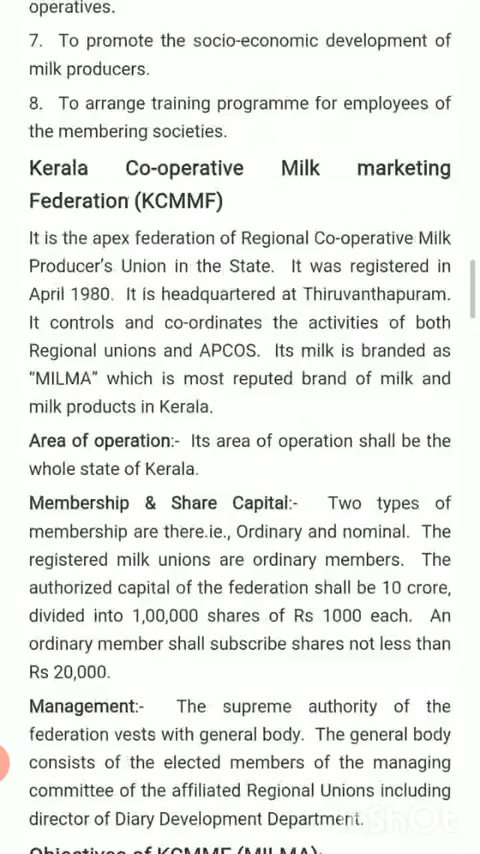 operatives.
7. To promote the socio-economic development of
milk producers.
8. To arrange training programme for employees of
the membering societies.
Kerala Co-operative Milk marketing
Federation (KCMMF)
It is the apex federation of Regional Co-operative Milk
Producer's Union in the State. It was registered in
April 1980. It is headquartered at Thiruvanthapuram.
It controls and co-ordinates the activities of both
Regional unions and APCOS. Its milk is branded as
“MILMA” which is most reputed brand of milk and
milk products in Kerala.
Area of operation:- Its area of operation shall be the
whole state of Kerala.
Membership & Share Capital:- Two types of
membership are there.ie., Ordinary and nominal. The
registered milk unions are ordinary members. The
authorized capital of the federation shall be 10 crore,
divided into 1,00,000 shares of Rs 1000 each. An
ordinary member shall subscribe shares not less than
Rs 20,000.
Management:- The supreme authority of the
federation vests with general body. The general body
consists of the elected members of the managing
committee of the affiliated Regional Unions including
director of Diary Development Department.
Objectives of KCMMF (MILMA):-